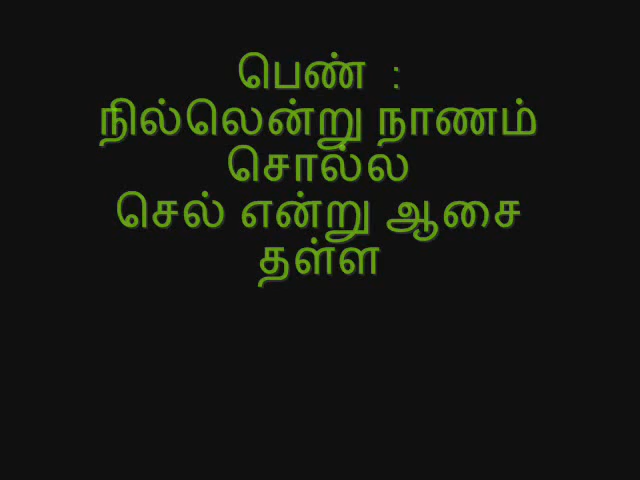 பெண் :
நில்லென்று நாணம்
சொல்ல
செல் என்று ஆசை
தள்ள